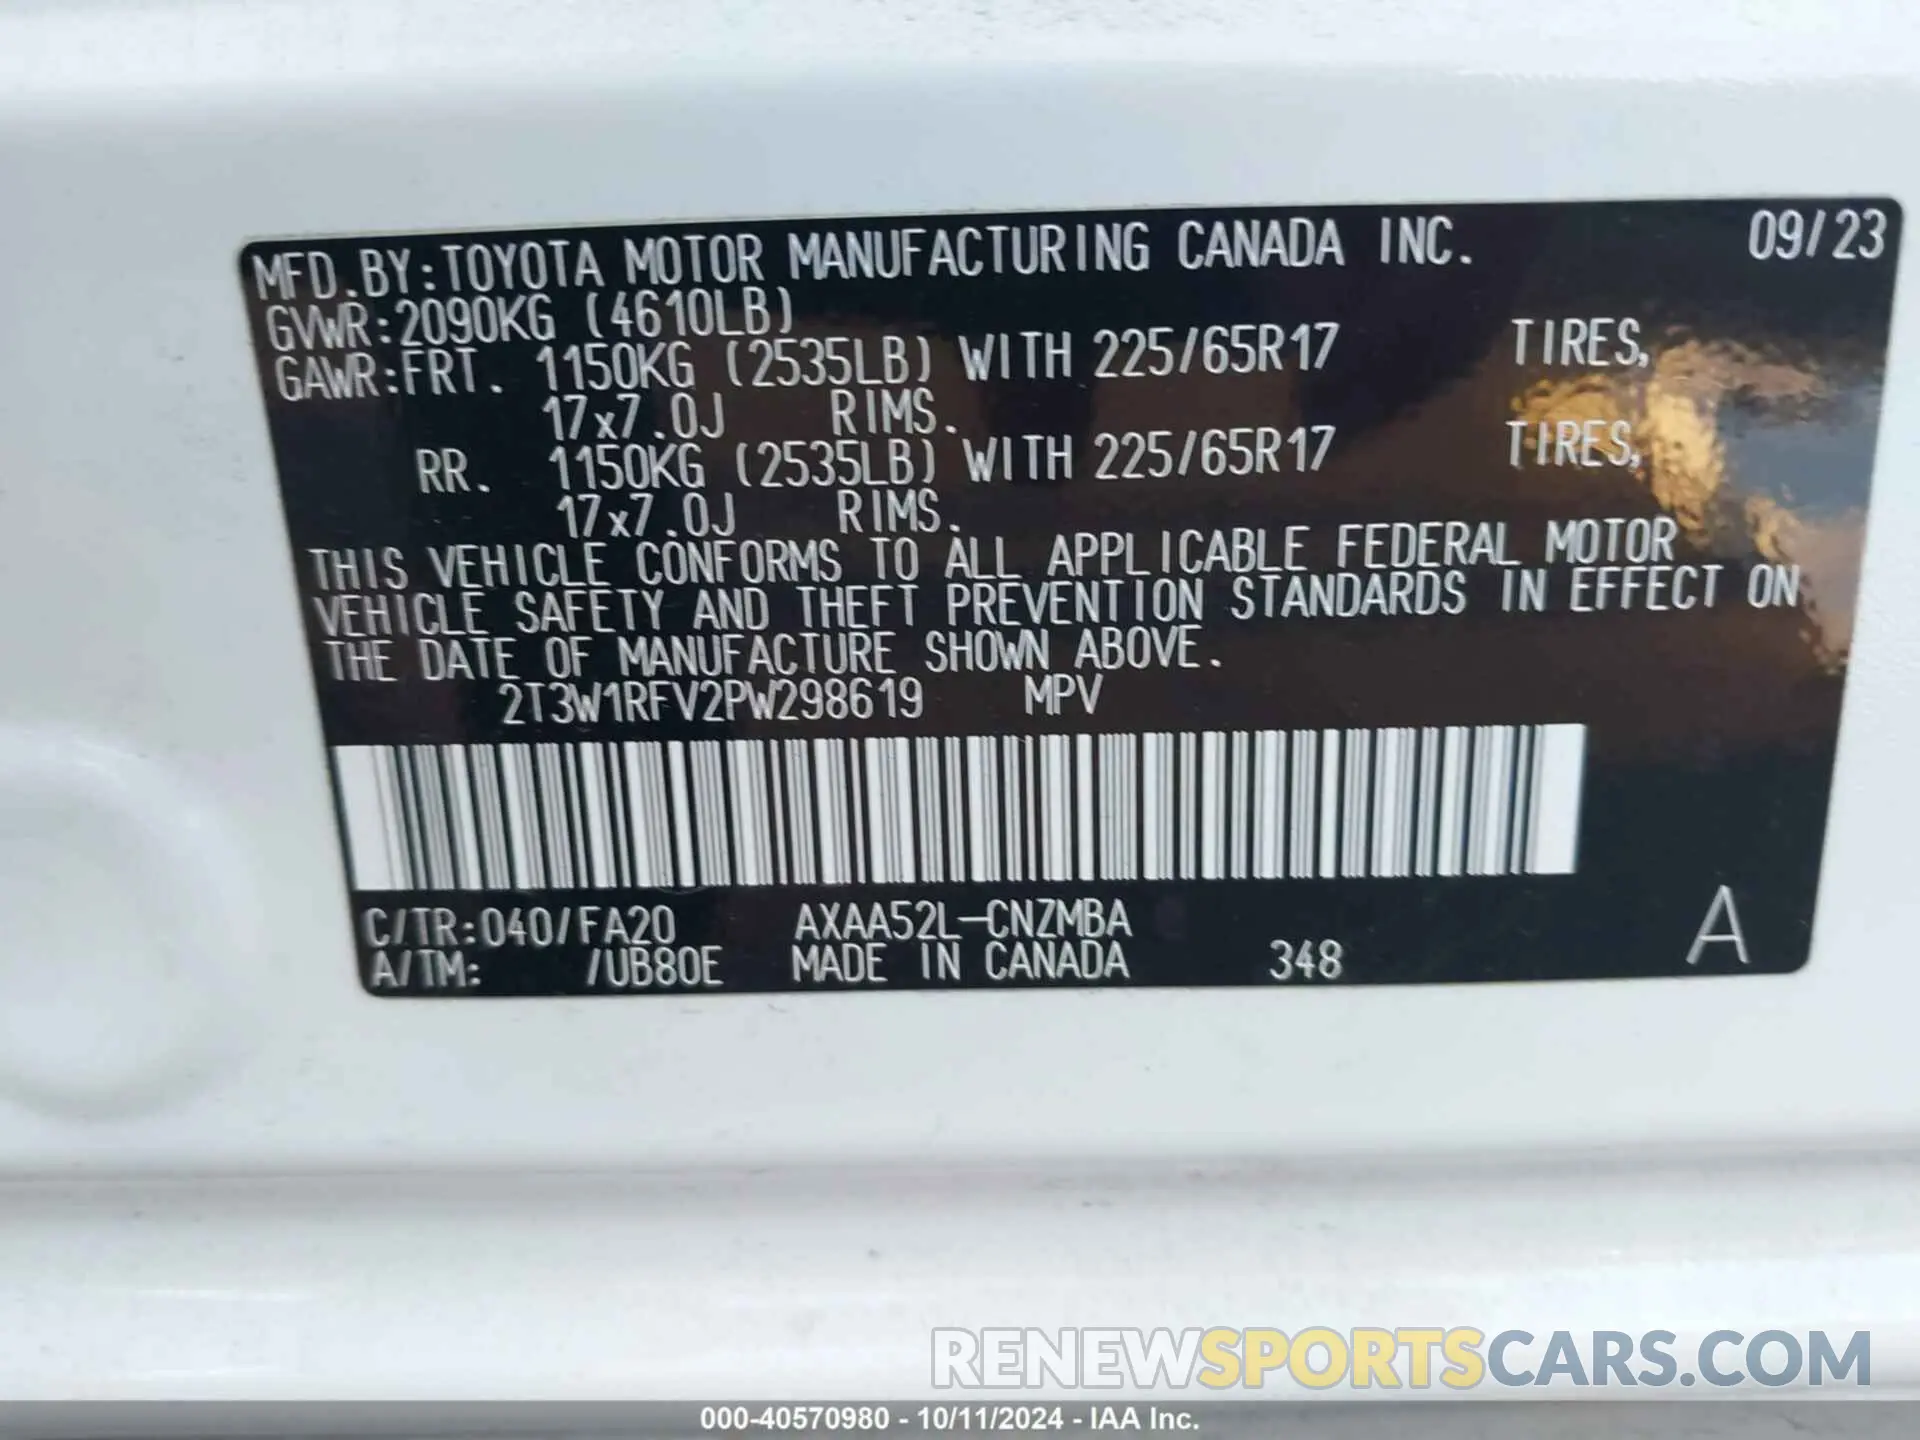 MFD.BY:TOYOTA MOTOR MANUFACTURING CANADA INC. 09/23
GVWR:2090KG (4610LB)
GAWR:FRT. 1150KG (2535LB) WITH 225/65R17 TIRES,
17x7.0J RIMS.
RR. 1150KG (2535LB) WITH 225/65R17 TIRES,
17x7.0J RIMS.
THIS VEHICLE CONFORMS TO ALL APPLICABLE FEDERAL MOTOR
VEHICLE SAFETY AND THEFT PREVENTION STANDARDS IN EFFECT ON
THE DATE OF MANUFACTURE SHOWN ABOVE.
2T3W1RFV2PW298619 MPV
C/TR:040/FA20 AXAA52L-CNZMBA
A/TM: /UB80E MADE IN CANADA 348 A
RENEWSPORTSCARS.COM
000-40570980 - 10/11/2024 - IAA Inc.